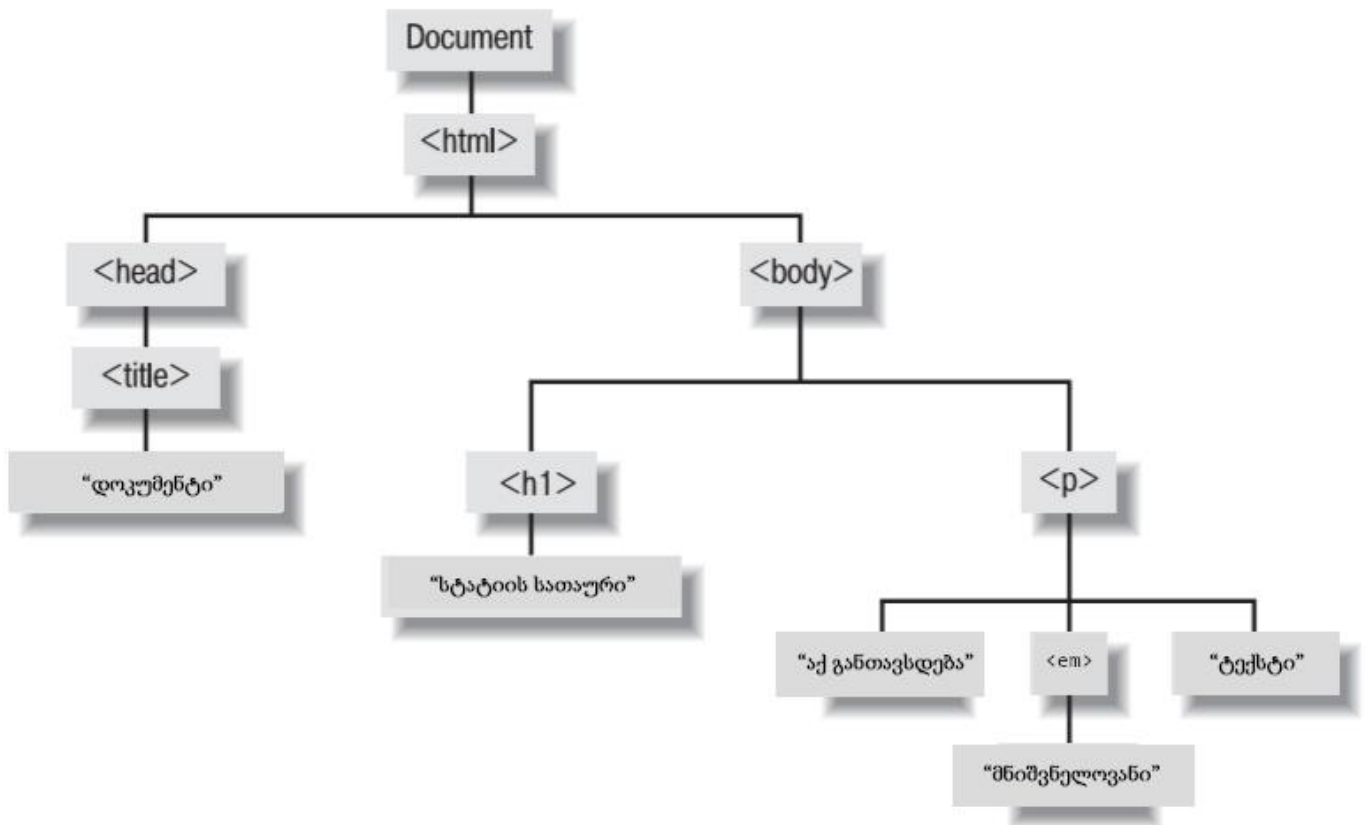 Document
<html>
<head>
<body>
<title>
“დოკუმენტი”
<h1>
<p>
“სტატიის სათაური”
“აქ განთავსდება”
<em>
“ტექსტი”
“მნიშვნელოვანი”